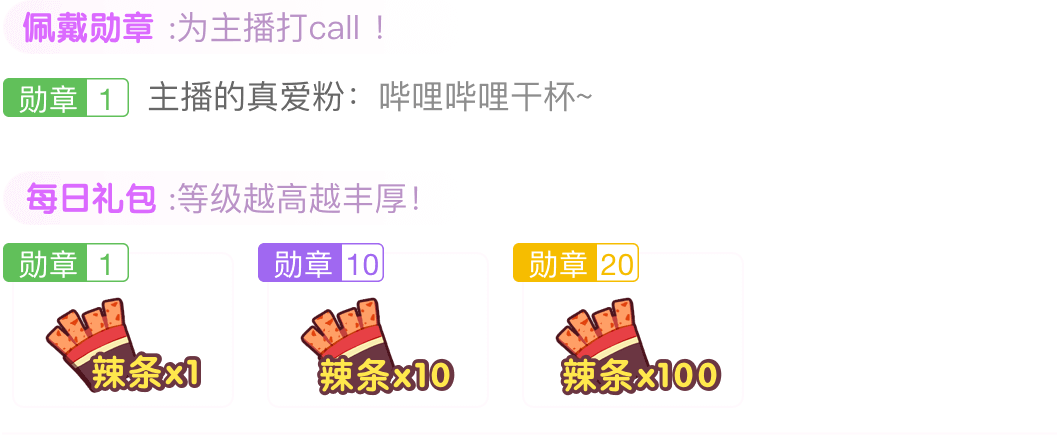 佩戴勋章 :为主播打call ！
勋章 1 主播的真爱粉：哔哩哔哩干杯~
每日礼包 :等级越高越丰厚！
勋章 1 勋章 10 勋章 20
辣条x1 辣条x10 辣条x100